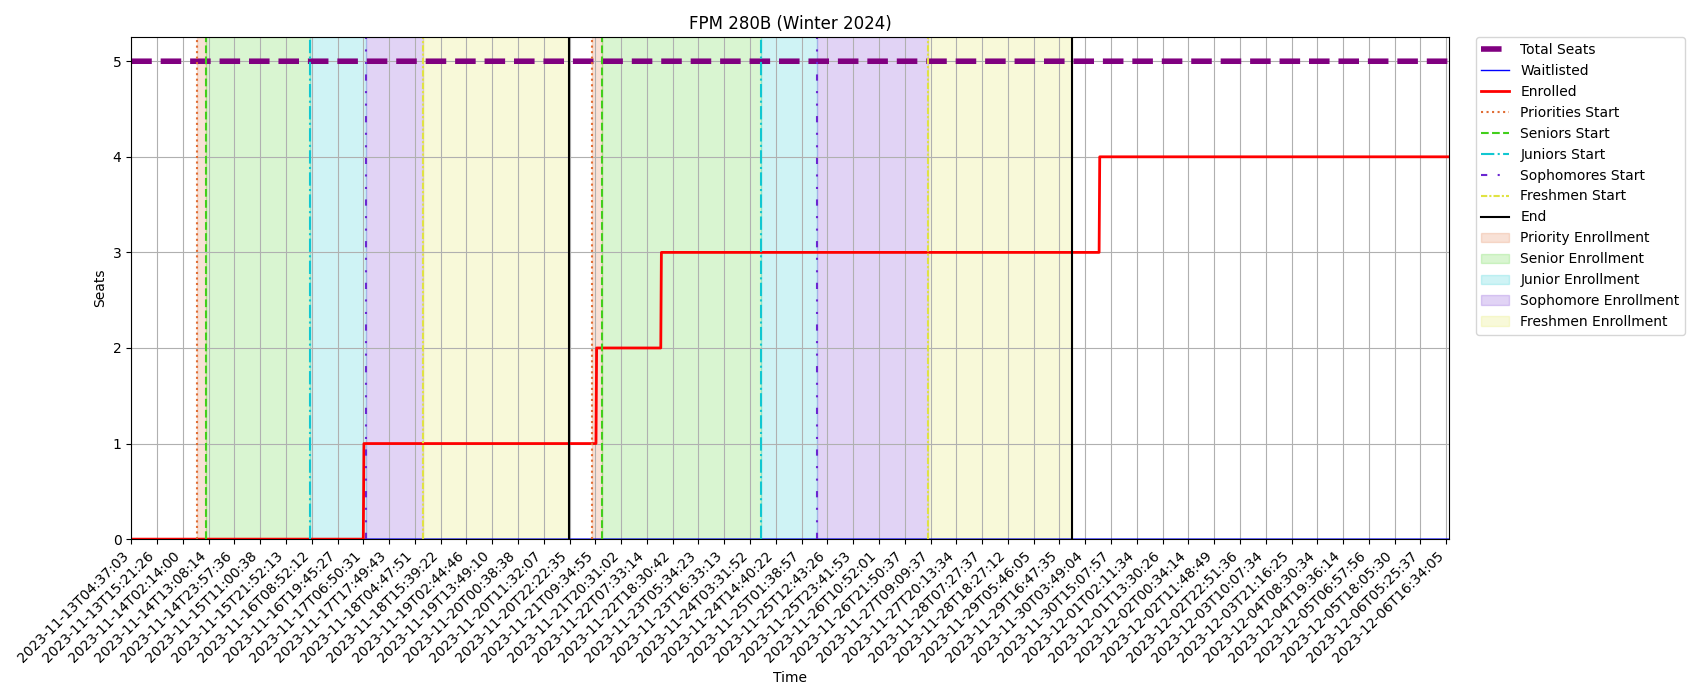 FPM 280B (Winter 2024)
Seats
5
4
3
2
1
0
2023-11-13T04:37:03
2023-11-13T15:21:26
2023-11-14T02:14:00
2023-11-14T13:08:14
2023-11-14T23:57:36
2023-11-15T11:00:38
2023-11-15T21:52:13
2023-11-16T08:52:12
2023-11-16T19:45:27
2023-11-17T06:50:31
2023-11-17T17:49:43
2023-11-18T04:47:51
2023-11-18T15:39:22
2023-11-19T02:44:46
2023-11-19T13:49:10
2023-11-20T00:38:38
2023-11-20T11:32:07
2023-11-20T22:22:35
2023-11-21T09:34:55
2023-11-21T20:31:02
2023-11-22T07:33:14
2023-11-22T18:30:42
2023-11-23T05:34:23
2023-11-23T16:33:13
2023-11-24T03:31:52
2023-11-24T14:40:22
2023-11-25T01:38:57
2023-11-25T12:43:26
2023-11-25T23:41:53
2023-11-26T10:52:01
2023-11-26T21:50:37
2023-11-27T09:09:37
2023-11-27T20:13:34
2023-11-28T07:27:37
2023-11-28T18:27:12
2023-11-29T05:46:05
2023-11-29T16:47:35
2023-11-30T03:49:04
2023-11-30T15:07:57
2023-12-01T02:11:34
2023-12-01T13:30:26
2023-12-02T00:34:14
2023-12-02T11:48:49
2023-12-02T22:51:36
2023-12-03T10:07:34
2023-12-03T21:16:25
2023-12-04T08:30:34
2023-12-04T19:36:14
2023-12-05T06:57:56
2023-12-05T18:05:30
2023-12-06T05:25:37
2023-12-06T16:34:05
Time
Total Seats
Waitlisted
Enrolled
Priorities Start
Seniors Start
Juniors Start
Sophomores Start
Freshmen Start
End
Priority Enrollment
Senior Enrollment
Junior Enrollment
Sophomore Enrollment
Freshmen Enrollment